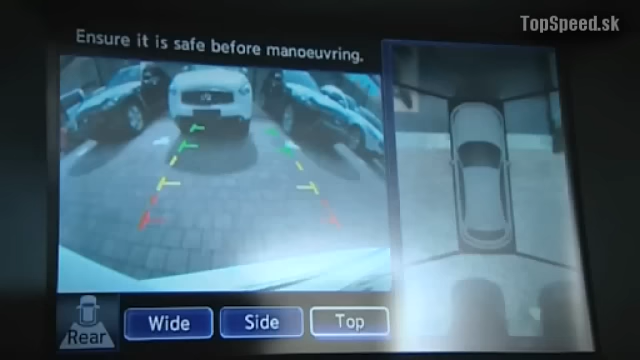 TopSpeed.sk
Ensure it is safe before manoeuvring.
Rear
Wide
Side
Top